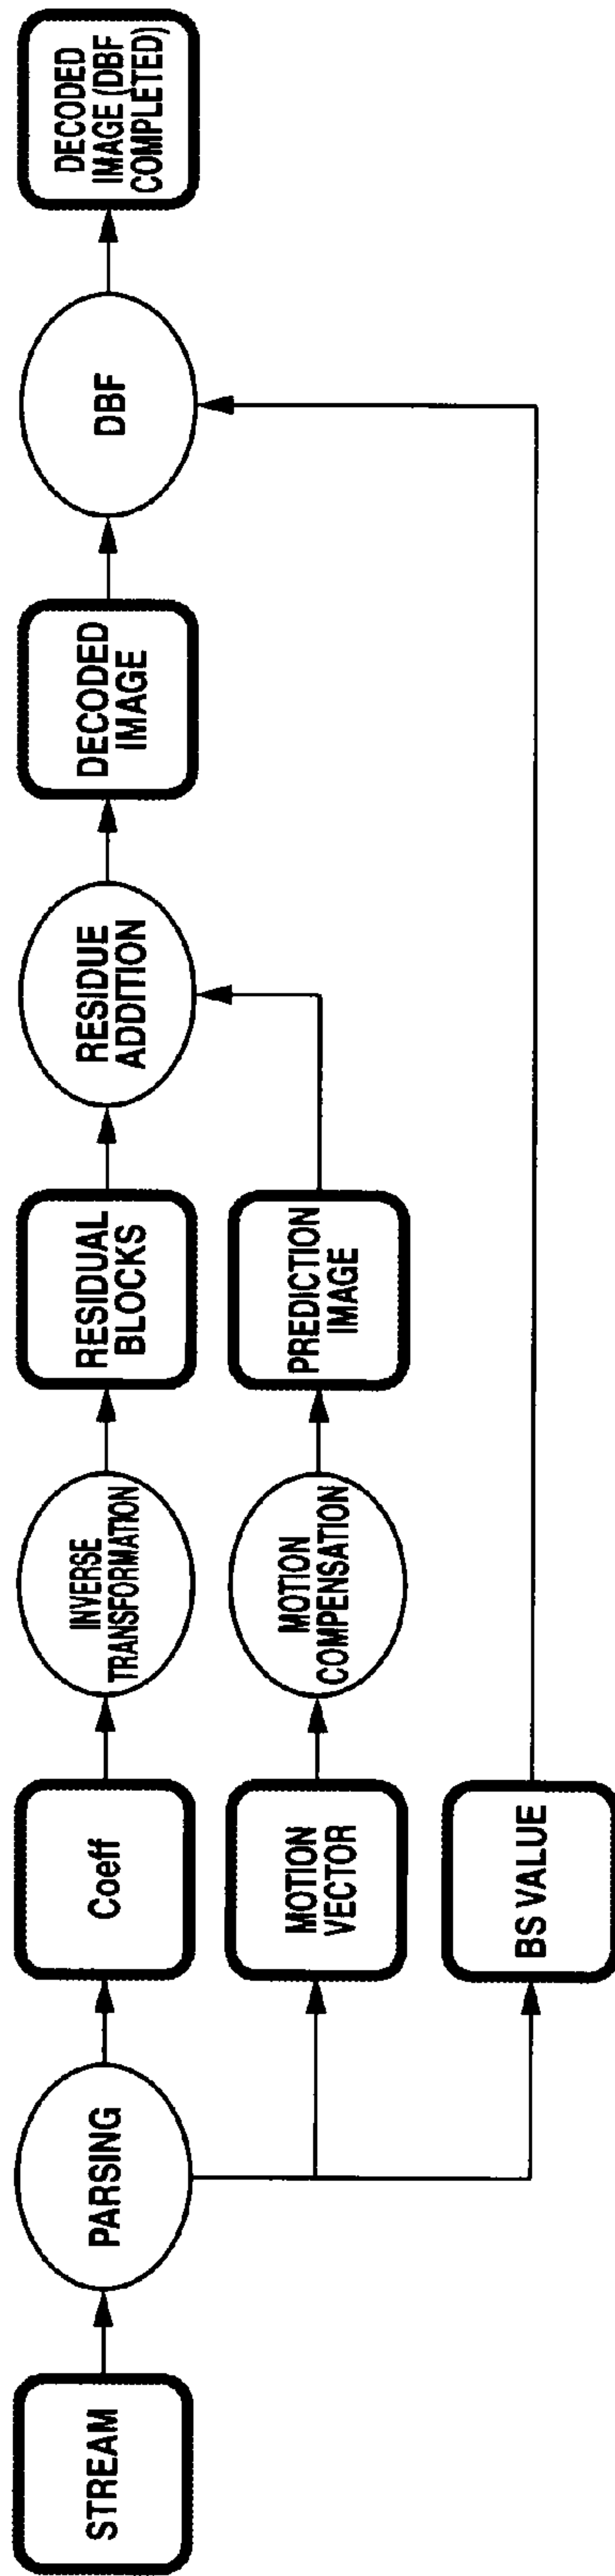 STREAM
PARSING
Coeff
INVERSE
TRANSFORMATION
RESIDUAL
BLOCKS
RESIDUE
ADDITION
DECODED
IMAGE
DBF
DECODED
IMAGE (DBF
COMPLETED)
MOTION
VECTOR
MOTION
COMPENSATION
PREDICTION
IMAGE
BS VALUE